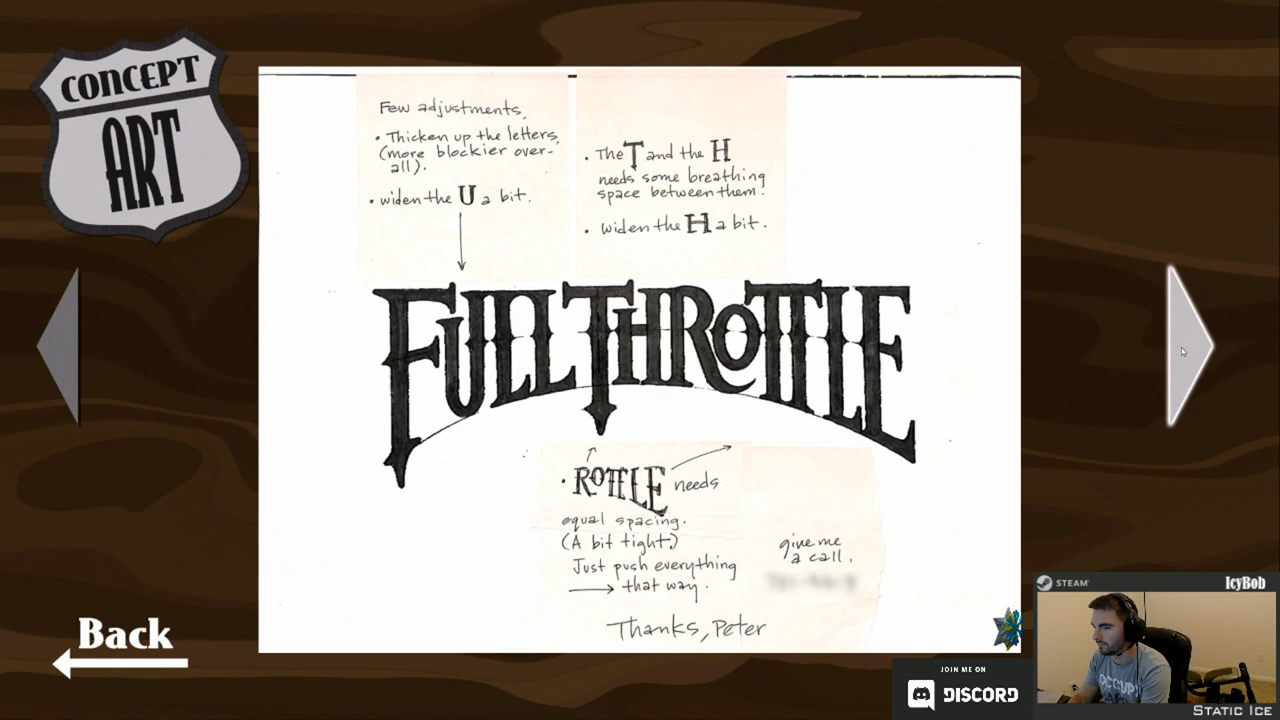 CONCEPT
ART
Few adjustments,
• Thicken up the letters,
(more blockier over-
all).
• widen the U a bit.
• The T and the H
needs some breathing
space between them.
• widen the H a bit.
FULL THROTTLE
• ROTTLE needs
equal spacing.
(A bit tight.)
Just push everything
→ that way.
give me
a call.
Thanks, Peter
Back
STEAM
IcyBob
JOIN ME ON
DISCORD
STATIC ICE